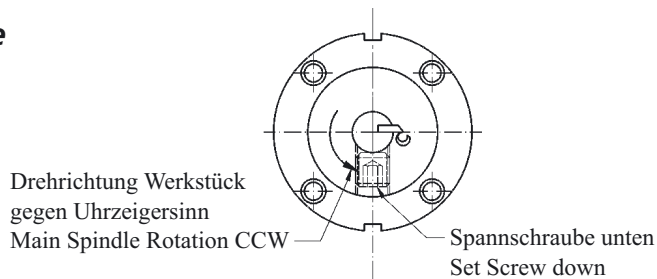 e
Drehrichtung Werkstück
gegen Uhrzeigersinn
Main Spindle Rotation CCW
Spannschraube unten
Set Screw down